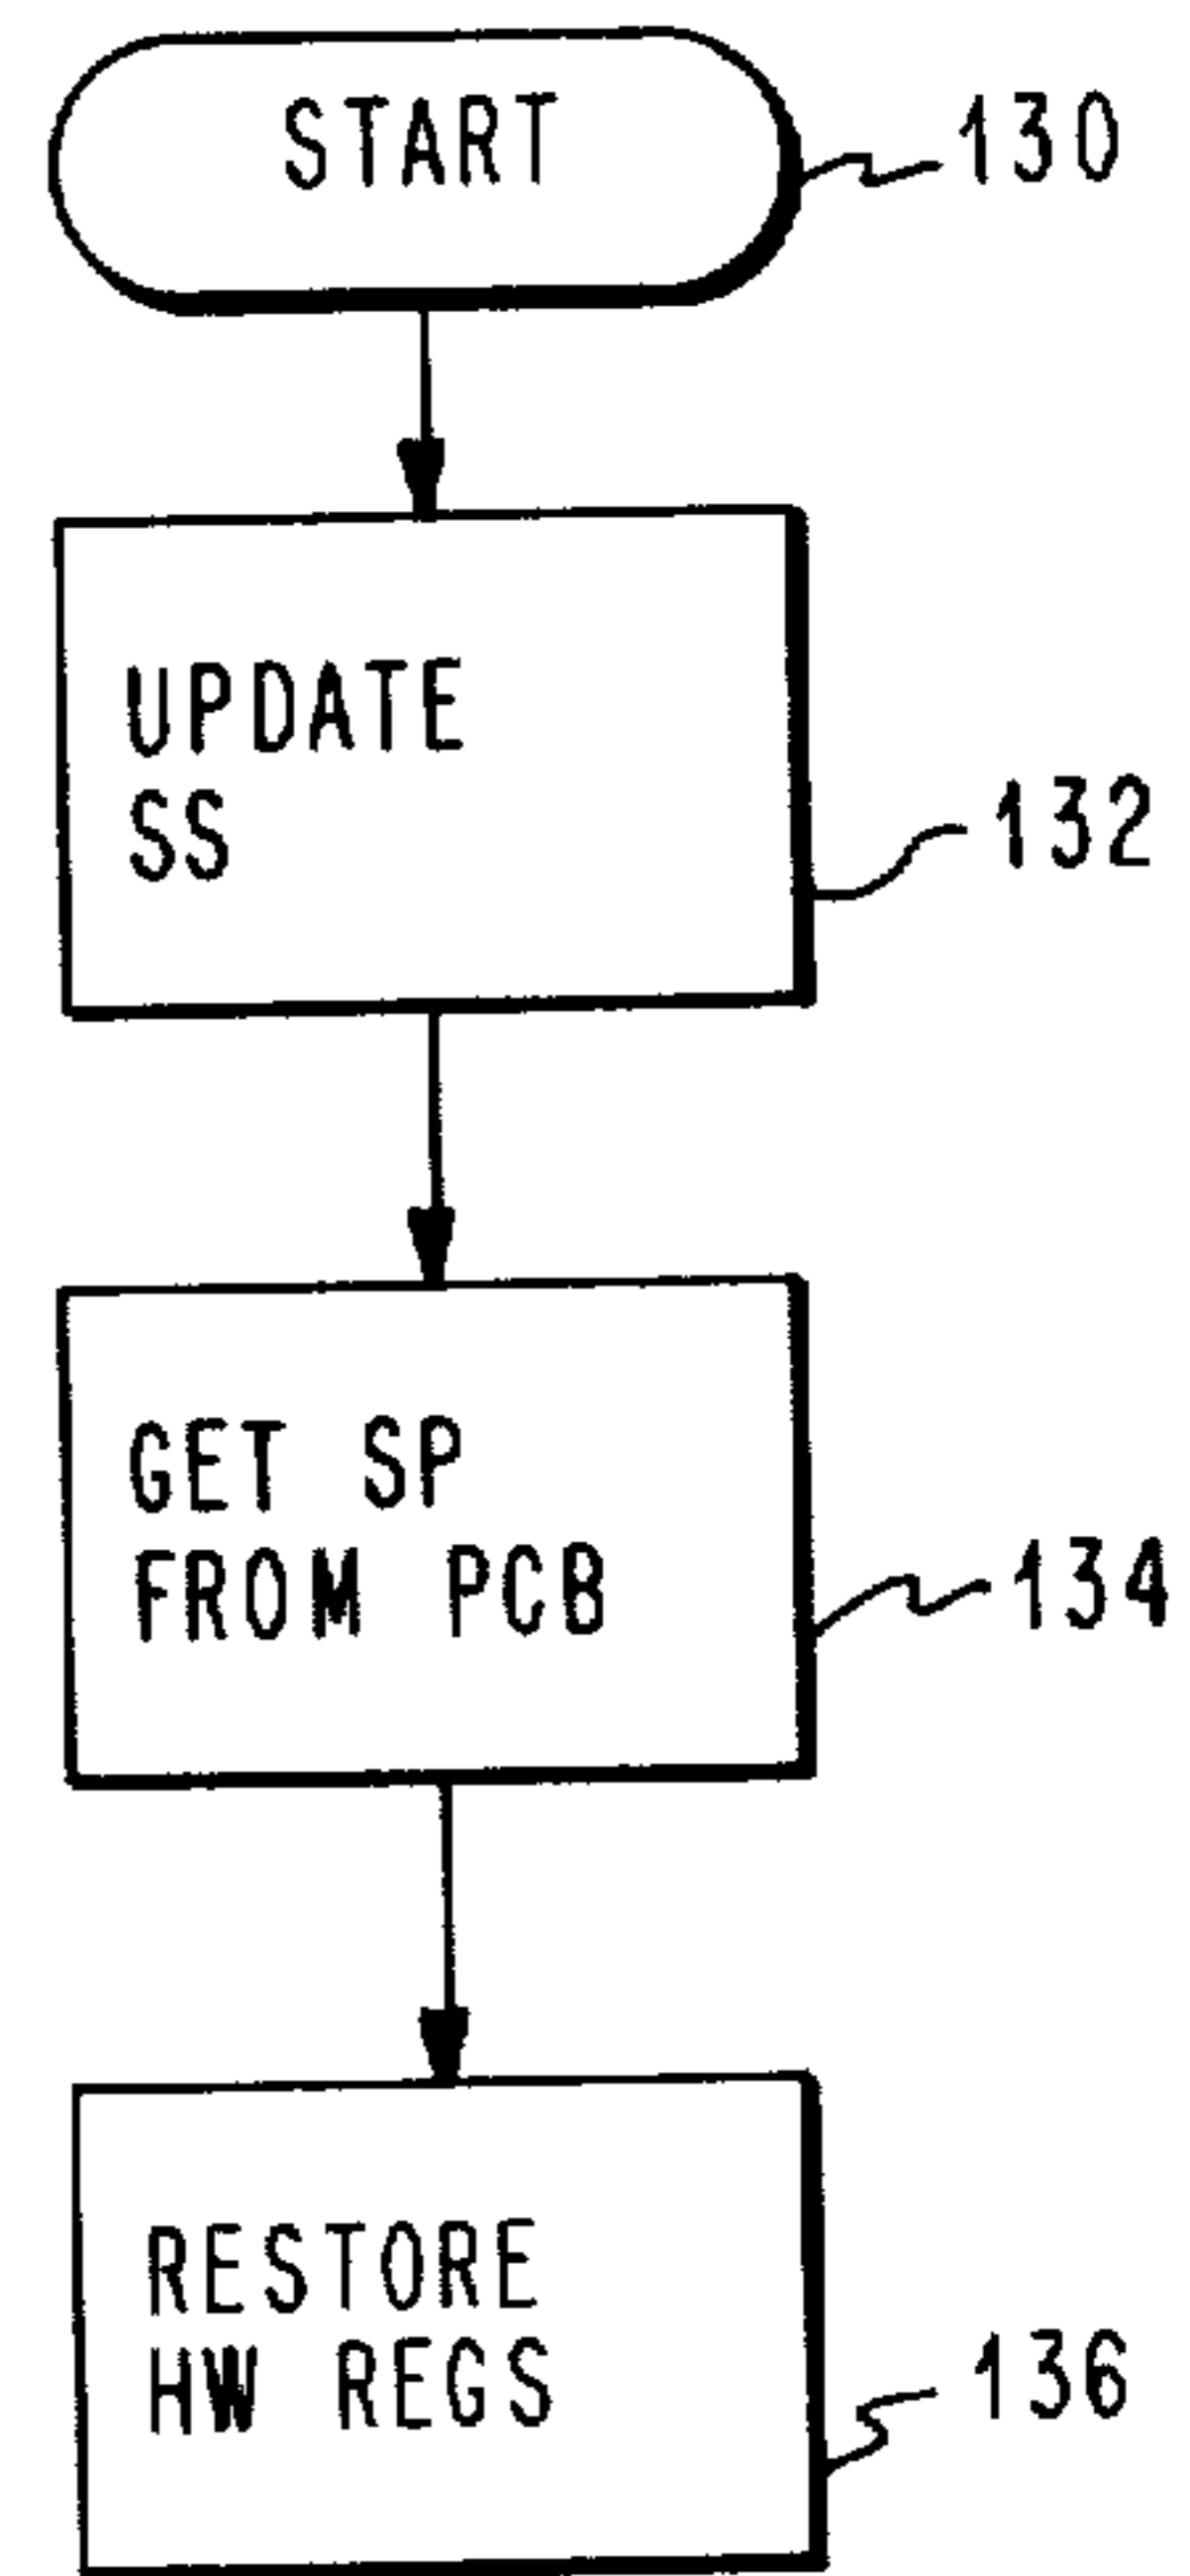 START
130
UPDATE
SS
132
GET SP
FROM PCB
134
RESTORE
HW REGS
136